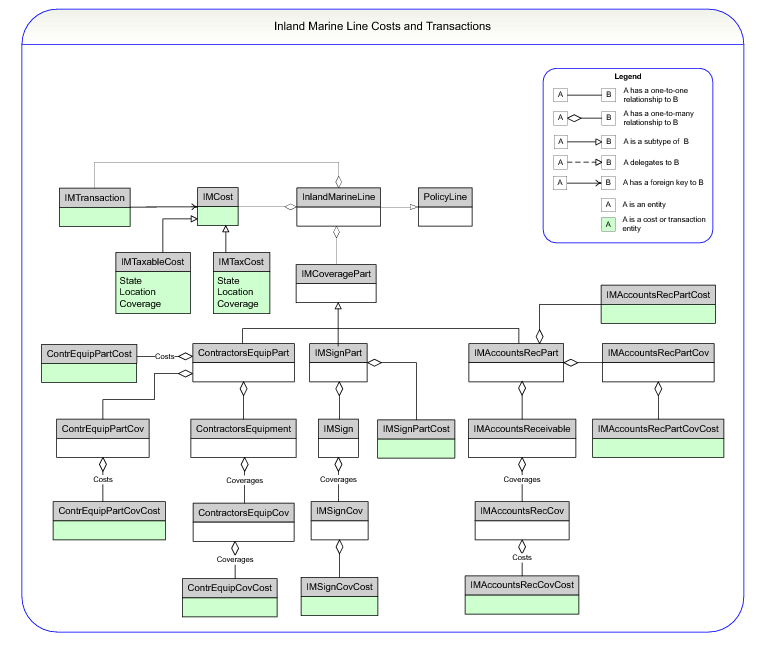 Inland Marine Line Costs and Transactions
Legend
A B A has a one-to-one
relationship to B
A B A has a one-to-many
relationship to B
A B A is a subtype of B
A B A delegates to B
A B A has a foreign key to B
A A is an entity
A A is a cost or transaction
entity
IMTransaction IMCost InlandMarineLine PolicyLine
IMTaxableCost IMTaxCost IMCoveragePart
State State
Location Location
Coverage Coverage
IMAccountsRecPartCost
ContrEquipPartCost Costs ContractorsEquipPart IMSignPart IMAccountsRecPart IMAccountsRecPartCov
ContrEquipPartCov ContractorsEquipment IMSign IMSignPartCost IMAccountsReceivable IMAccountsRecPartCovCost
Costs Coverages Coverages Coverages
ContrEquipPartCovCost ContractorsEquipCov IMSignCov IMAccountsRecCov
Coverages Costs
ContrEquipCovCost IMSignCovCost IMAccountsRecCovCost